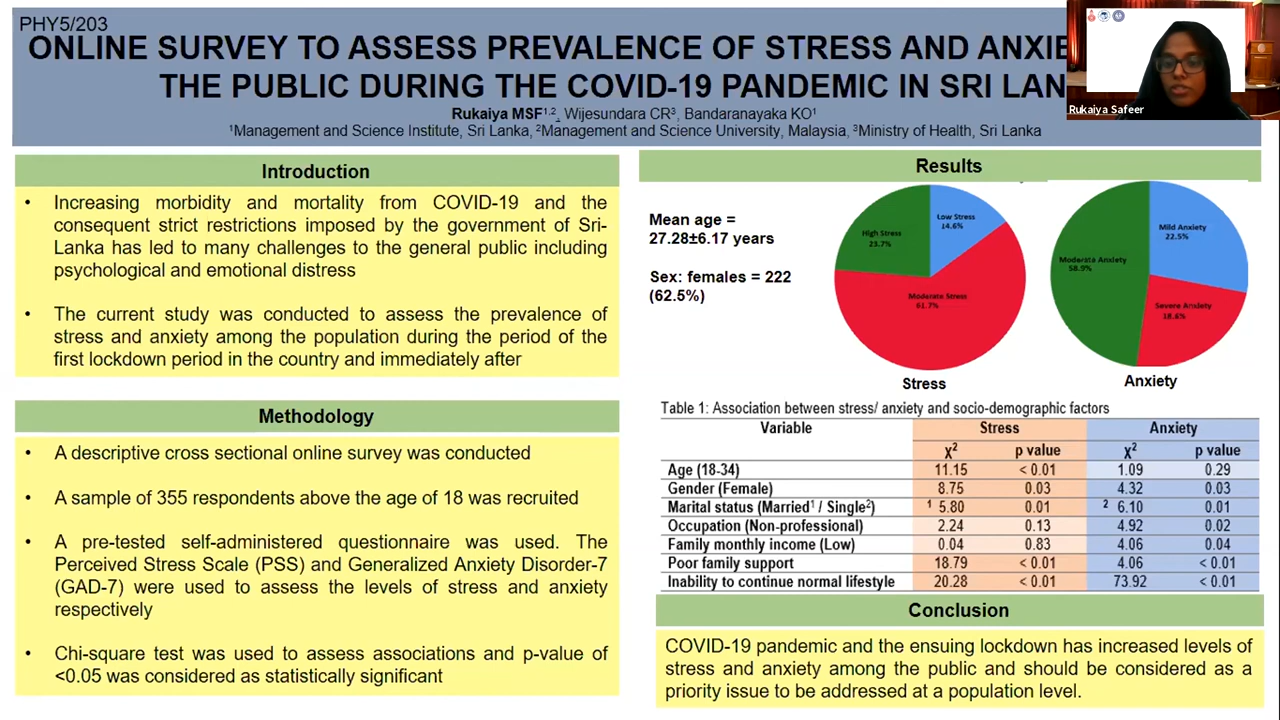 PHY5/203
ONLINE SURVEY TO ASSESS PREVALENCE OF STRESS AND
THE PUBLIC DURING THE COVID-19 PANDEMIC IN SRI
Rukaiya MSF1,2, Wijesundara CR3, Bandaranayaka KO1
1Management and Science Institute, Sri Lanka, 2Management and Science University, Malaysia, 3Ministry of Health, Sri Lanka
Rukaiya Safeer
Introduction
• Increasing morbidity and mortality from COVID-19 and the
consequent strict restrictions imposed by the government of Sri-
Lanka has led to many challenges to the general public including
psychological and emotional distress
• The current study was conducted to assess the prevalence of
stress and anxiety among the population during the period of the
first lockdown period in the country and immediately after
Methodology
• A descriptive cross sectional online survey was conducted
• A sample of 355 respondents above the age of 18 was recruited
• A pre-tested self-administered questionnaire was used. The
Perceived Stress Scale (PSS) and Generalized Anxiety Disorder-7
(GAD-7) were used to assess the levels of stress and anxiety
respectively
• Chi-square test was used to assess associations and p-value of
<0.05 was considered as statistically significant
Results
Mean age =
27.28±6.17 years
Sex: females = 222
(62.5%)
Low Stress
14.6%
High Stress
23.7%
Moderate Stress
61.7%
Stress
Mild Anxiety
22.5%
Moderate Anxiety
58.9%
Severe Anxiety
18.6%
Anxiety
Table 1: Association between stress/ anxiety and socio-demographic factors
Variable Stress Anxiety
χ2 p value χ2 p value
Age (18-34) 11.15 < 0.01 1.09 0.29
Gender (Female) 8.75 0.03 4.32 0.03
Marital status (Married1 / Single2) 1 5.80 0.01 2 6.10 0.01
Occupation (Non-professional) 2.24 0.13 4.92 0.02
Family monthly income (Low) 0.04 0.83 4.06 0.04
Poor family support 18.79 < 0.01 4.06 < 0.01
Inability to continue normal lifestyle 20.28 < 0.01 73.92 < 0.01
Conclusion
COVID-19 pandemic and the ensuing lockdown has increased levels of
stress and anxiety among the public and should be considered as a
priority issue to be addressed at a population level.